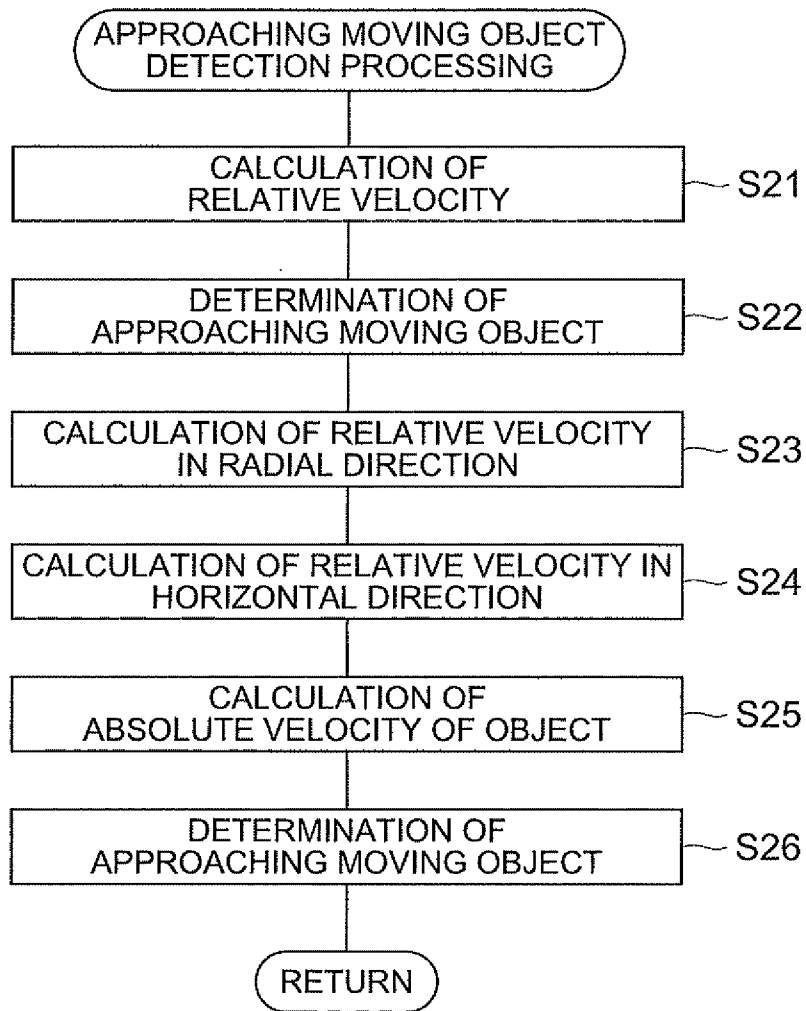 APPROACHING MOVING OBJECT
DETECTION PROCESSING
CALCULATION OF
RELATIVE VELOCITY
S21
DETERMINATION OF
APPROACHING MOVING OBJECT
S22
CALCULATION OF RELATIVE VELOCITY
IN RADIAL DIRECTION
S23
CALCULATION OF RELATIVE VELOCITY IN
HORIZONTAL DIRECTION
S24
CALCULATION OF
ABSOLUTE VELOCITY OF OBJECT
S25
DETERMINATION OF
APPROACHING MOVING OBJECT
S26
RETURN